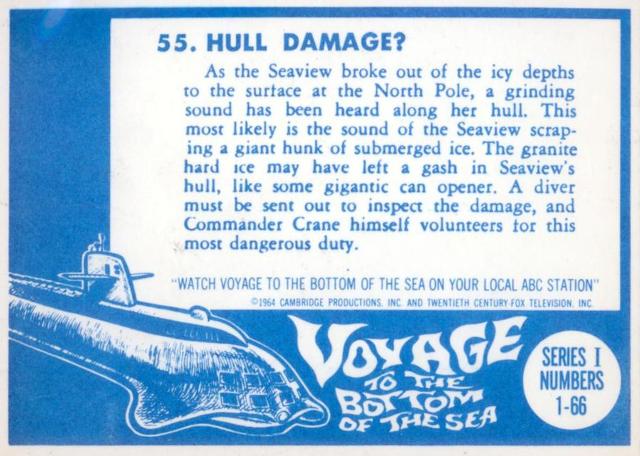 55. HULL DAMAGE?
As the Seaview broke out of the icy depths
to the surface at the North Pole, a grinding
sound has been heard along her hull. This
most likely is the sound of the Seaview scrap-
ing a giant hunk of submerged ice. The granite
hard ice may have left a gash in Seaview's
hull, like some gigantic can opener. A diver
must be sent out to inspect the damage, and
Commander Crane himself volunteers for this
most dangerous duty.
"WATCH VOYAGE TO THE BOTTOM OF THE SEA ON YOUR LOCAL ABC STATION"
©1964 CAMBRIDGE PRODUCTIONS, INC. AND TWENTIETH CENTURY-FOX TELEVISION, INC.
VOYAGE
TO THE
BOTTOM
OF THE SEA
SERIES I
NUMBERS
1-66